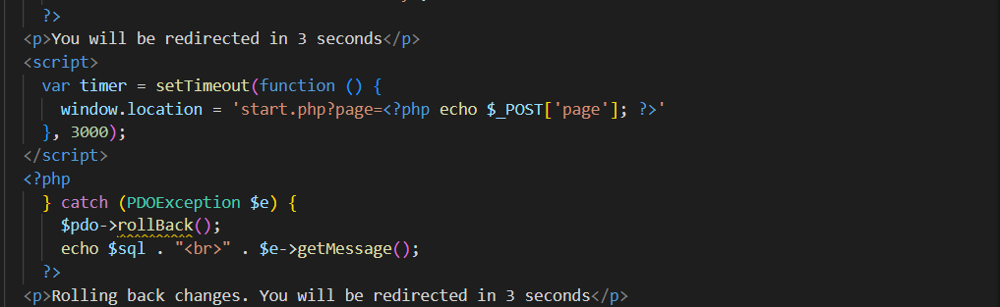 ?>
<p>You will be redirected in 3 seconds</p>
<script>
var timer = setTimeout(function () {
window.location = 'start.php?page=<?php echo $_POST['page']; ?>'
}, 3000);
</script>
<?php
} catch (PDOException $e) {
$pdo->rollBack();
echo $sql . "<br>" . $e->getMessage();
?>
<p>Rolling back changes. You will be redirected in 3 seconds</p>